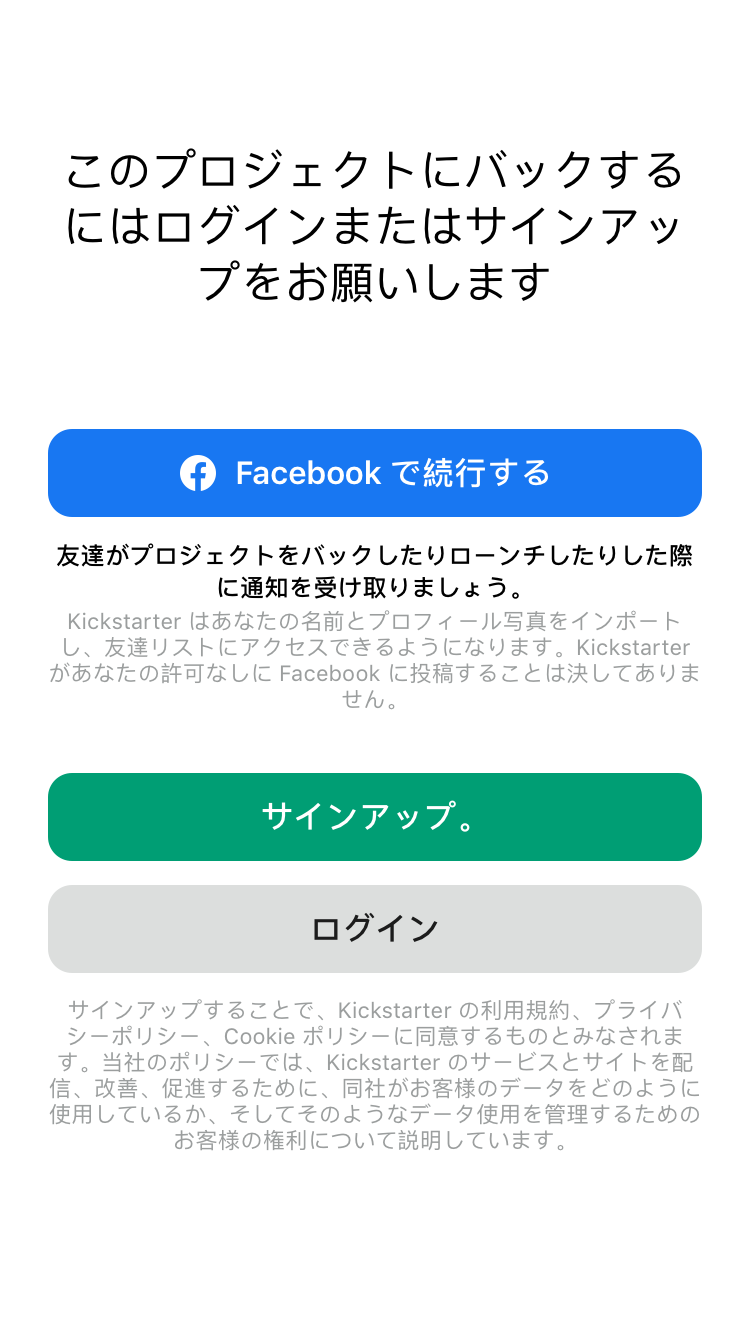 このプロジェクトにバックする
にはログインまたはサインアッ
プをお願いします
Facebook で続行する
友達がプロジェクトをバックしたりローンチしたりした際
に通知を受け取りましょう。
Kickstarter はあなたの名前とプロフィール写真をインポート
し、友達リストにアクセスできるようになります。Kickstarter
があなたの許可なしに Facebook に投稿することは決してありま
せん。
サインアップ。
ログイン
サインアップすることで、Kickstarter の利用規約、プライバ
シーポリシー、Cookie ポリシーに同意するものとみなされま
す。当社のポリシーでは、Kickstarter のサービスとサイトを配
信、改善、促進するために、同社がお客様のデータをどのように
使用しているか、そしてそのようなデータ使用を管理するための
お客様の権利について説明しています。